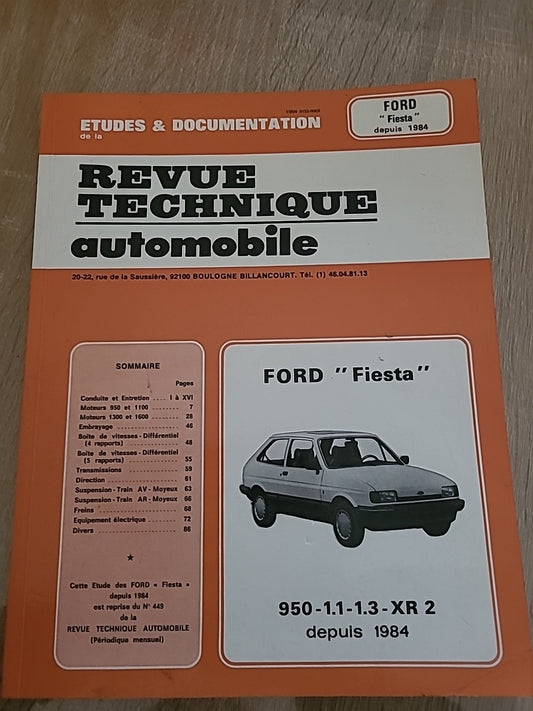 ETUDES & DOCUMENTATION
de la
FORD
"Fiesta"
depuis 1984
REVUE
TECHNIQUE
automobile
20-22, rue de la Saussière, 92100 BOULOGNE BILLANCOURT. Tél. (1) 46.04.81.13
SOMMAIRE
Pages
Conduite et Entretien .... I à XVI
Moteurs 950 et 1100 ........ 7
Moteurs 1300 et 1600 ....... 28
Embrayage .............. 46
Boîte de vitesses - Différentiel
(4 rapports) ............. 48
Boîte de vitesses - Différentiel
(5 rapports) ............. 55
Transmissions ............ 59
Direction ............... 61
Suspension - Train AV - Moyeux 63
Suspension - Train AR - Moyeux 66
Freins ................. 68
Equipement électrique ...... 72
Divers ................. 86
Cette Etude des FORD « Fiesta »
depuis 1984
est reprise du N° 449
de la
REVUE TECHNIQUE AUTOMOBILE
(Périodique mensuel)
FORD "Fiesta"
950-1.1-1.3-XR 2
depuis 1984